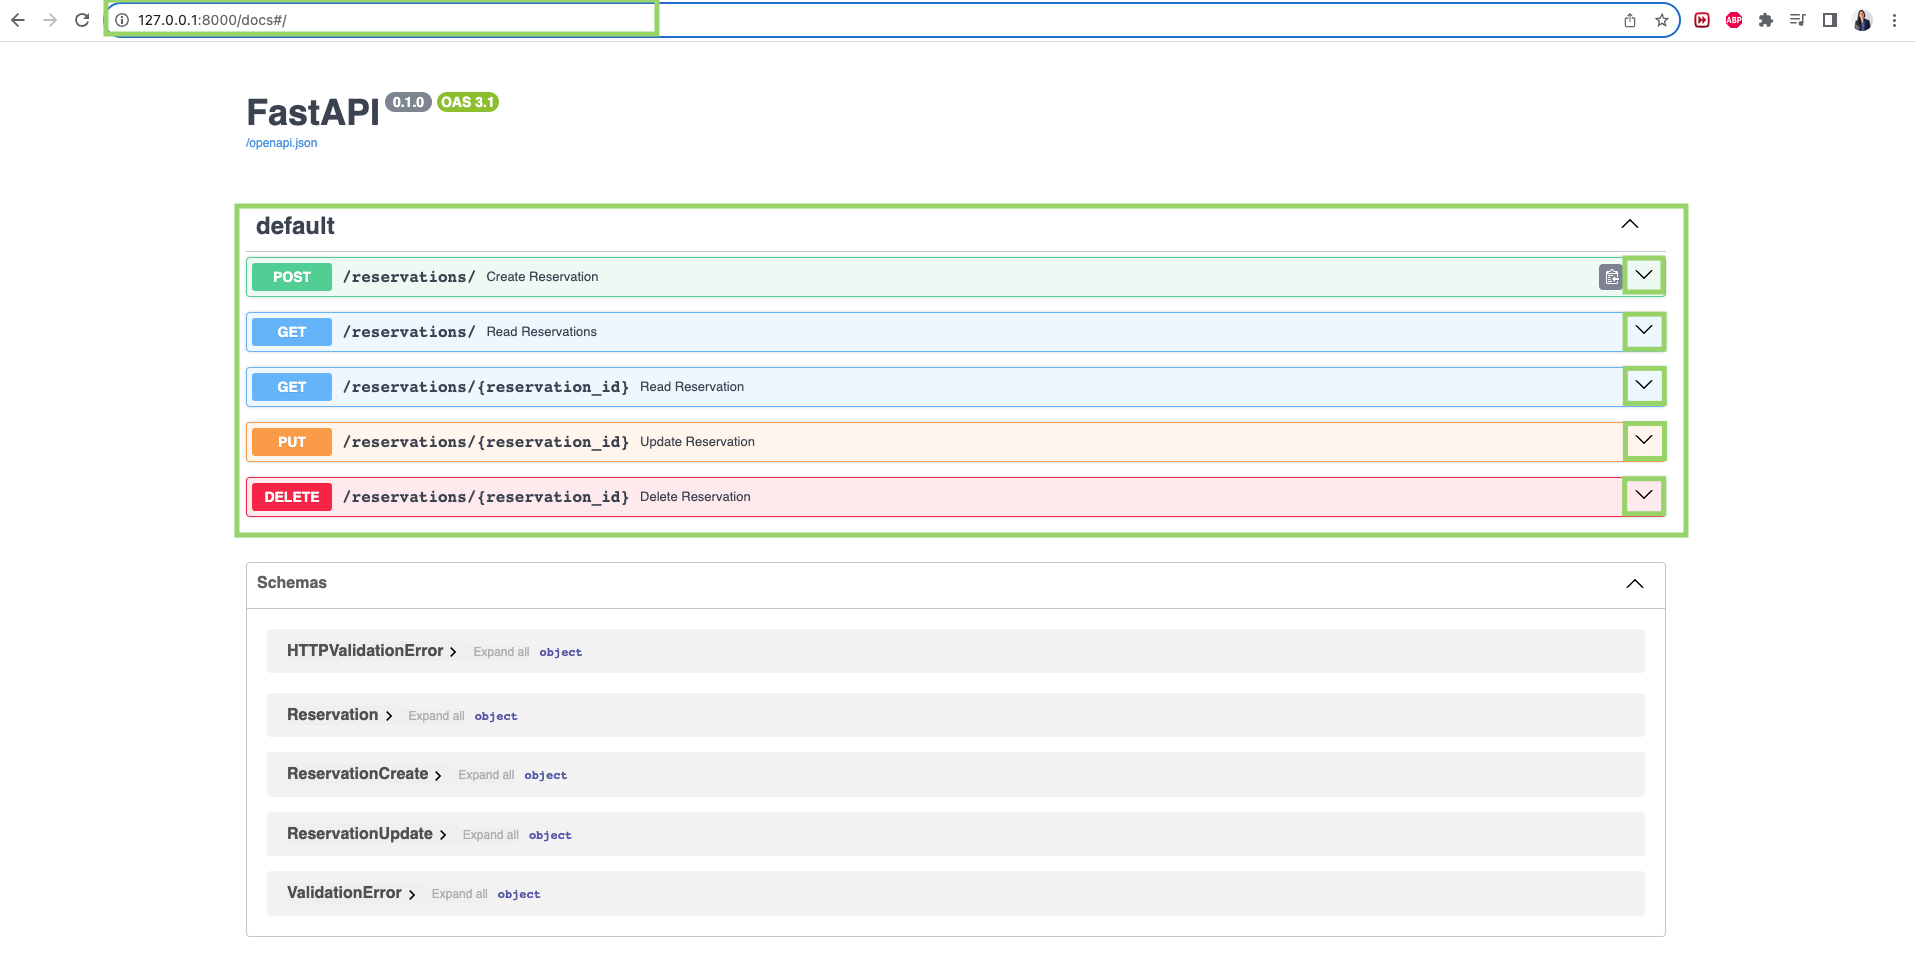 127.0.0.1:8000/docs#/
ABP
FastAPI 0.1.0 OAS 3.1
/openapi.json
default
POST /reservations/ Create Reservation
GET /reservations/ Read Reservations
GET /reservations/{reservation_id} Read Reservation
PUT /reservations/{reservation_id} Update Reservation
DELETE /reservations/{reservation_id} Delete Reservation
Schemas
HTTPValidationError Expand all object
Reservation Expand all object
ReservationCreate Expand all object
ReservationUpdate Expand all object
ValidationError Expand all object